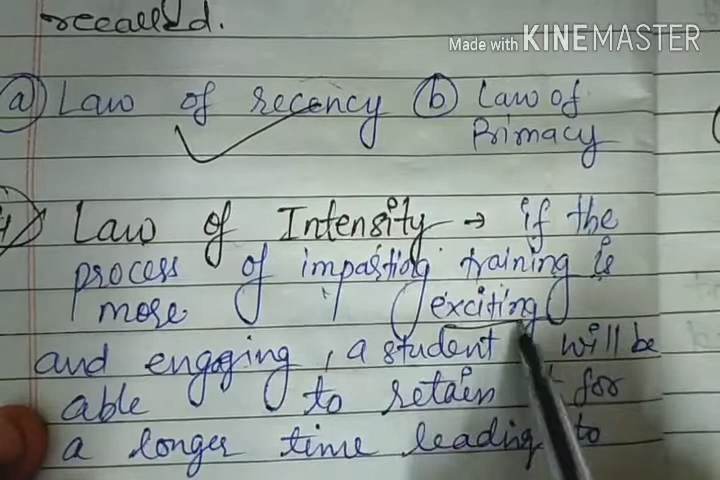 recalled.
Made with KINEMASTER
(a) Law of recency (b) Law of
Primacy
Law of Intensity → if the
process of imparting training is
more exciting
and engaging, a student will be
able to retain it for
a longer time leading to